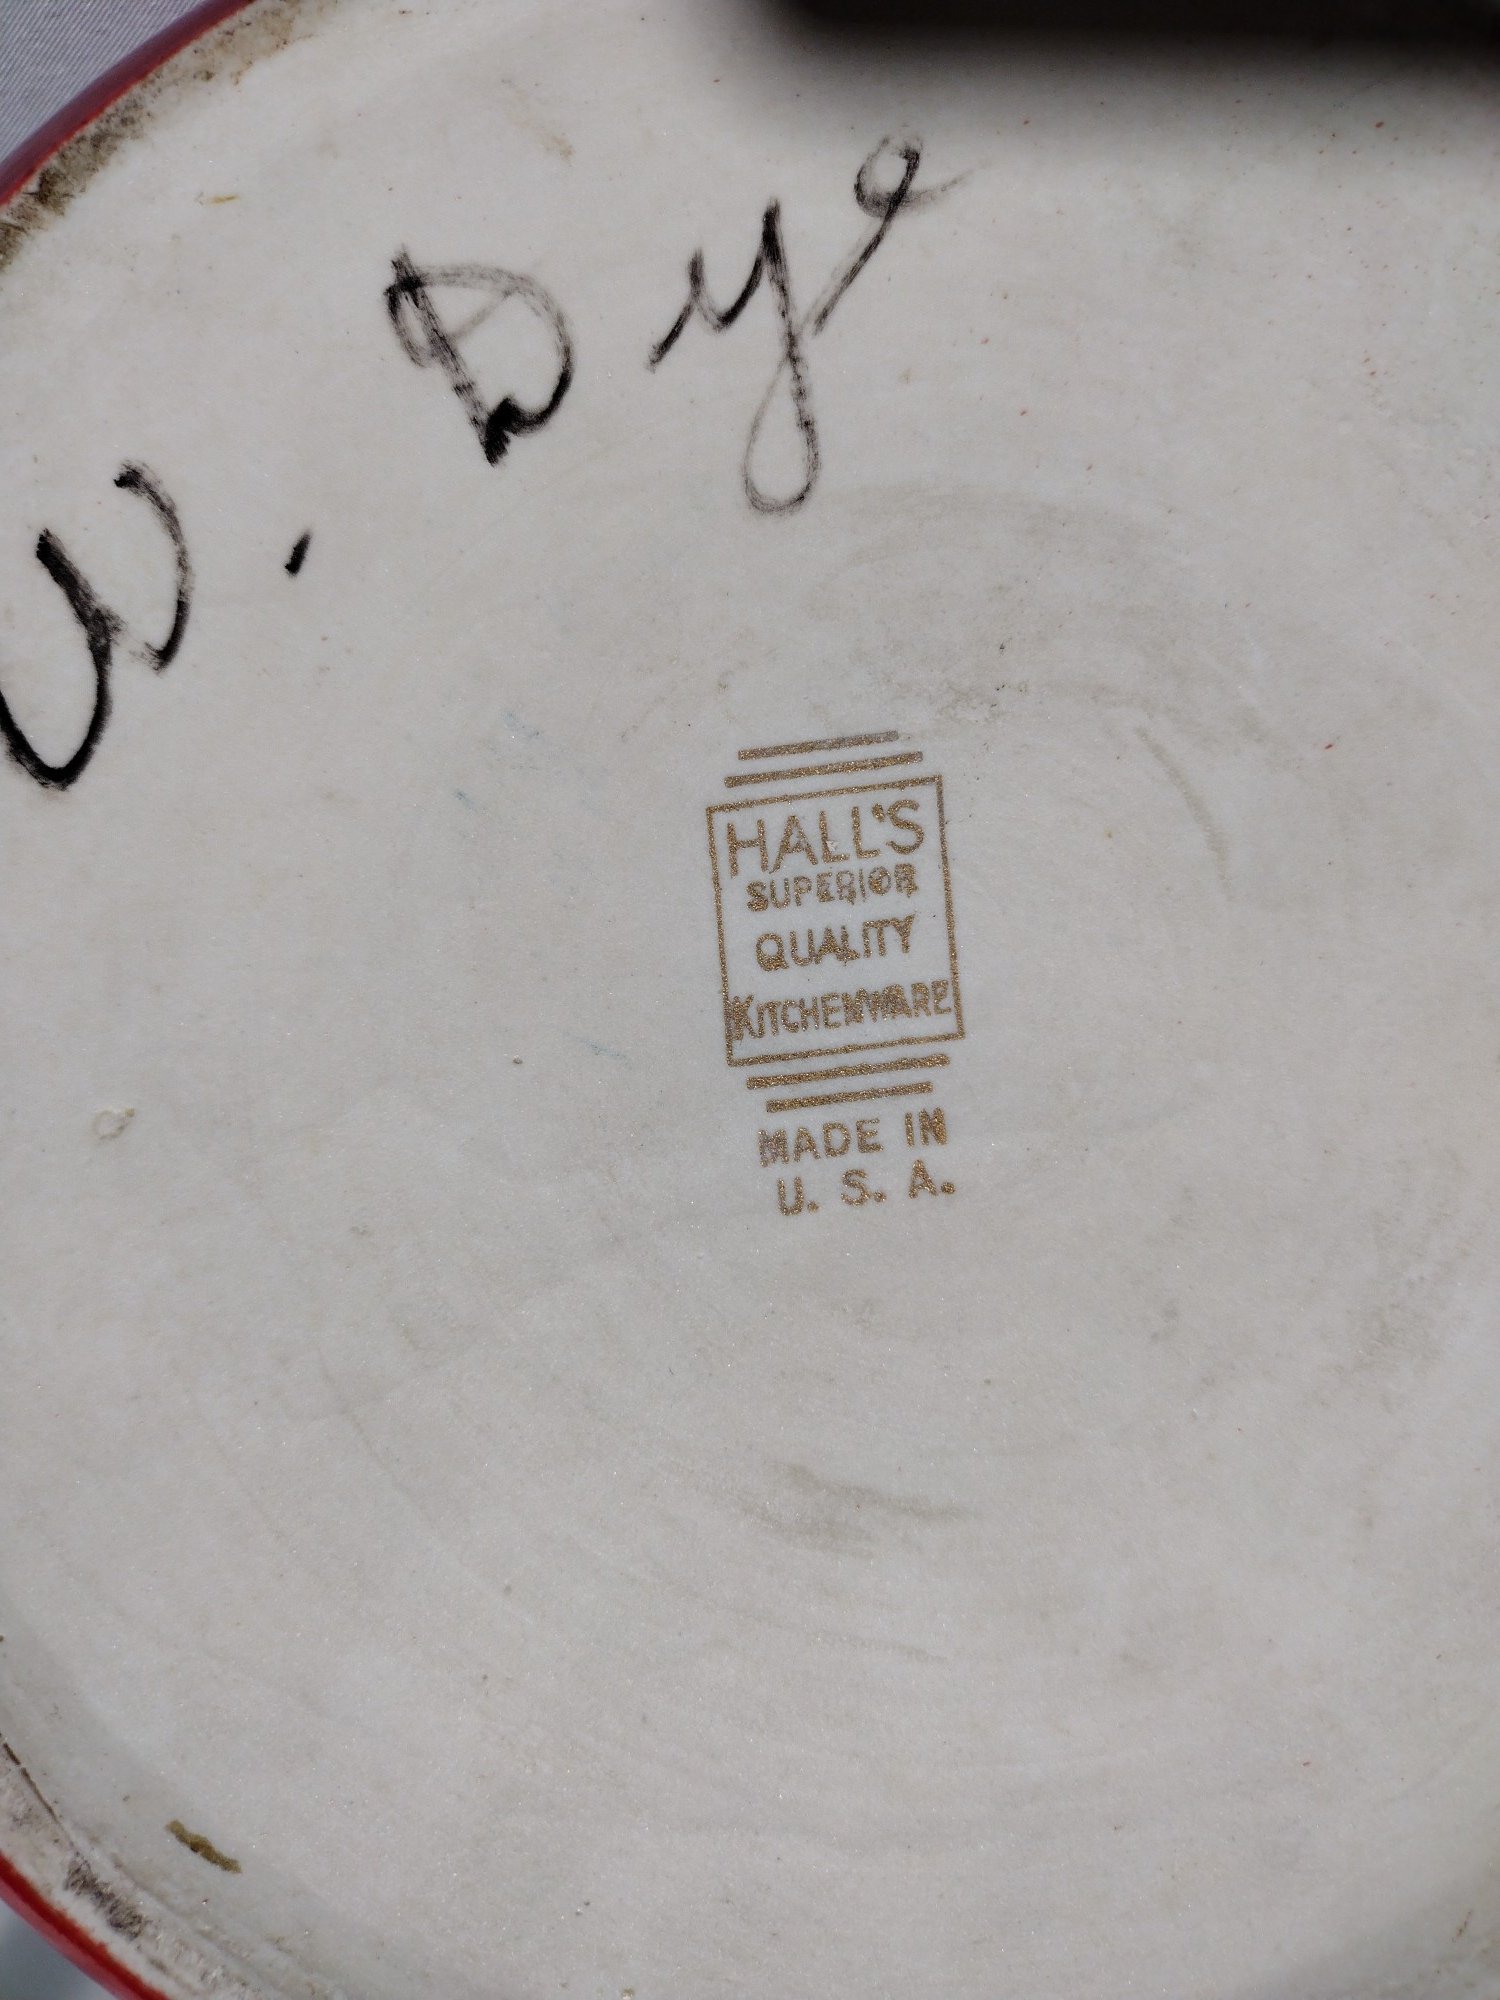 W. Dye
HALL'S
SUPERIOR
QUALITY
KITCHENWARE
MADE IN
U. S. A.